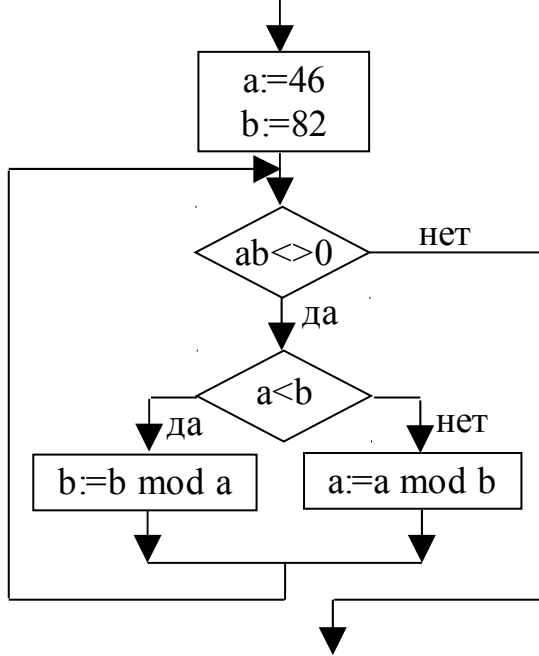 a:=46
b:=82
ab<>0
нет
да
a<b
да
нет
b:=b mod a
a:=a mod b